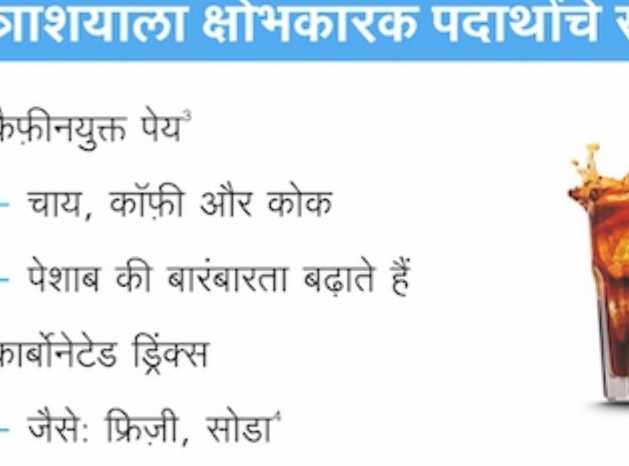 त्राशयाला क्षोभकारक पदार्थांचे
कैफ़ीनयुक्त पेय³
– चाय, कॉफ़ी और कोक
– पेशाब की बारंबारता बढ़ाते हैं
कार्बोनेटेड ड्रिंक्स
– जैसे: फ्रिज़ी, सोडा⁴